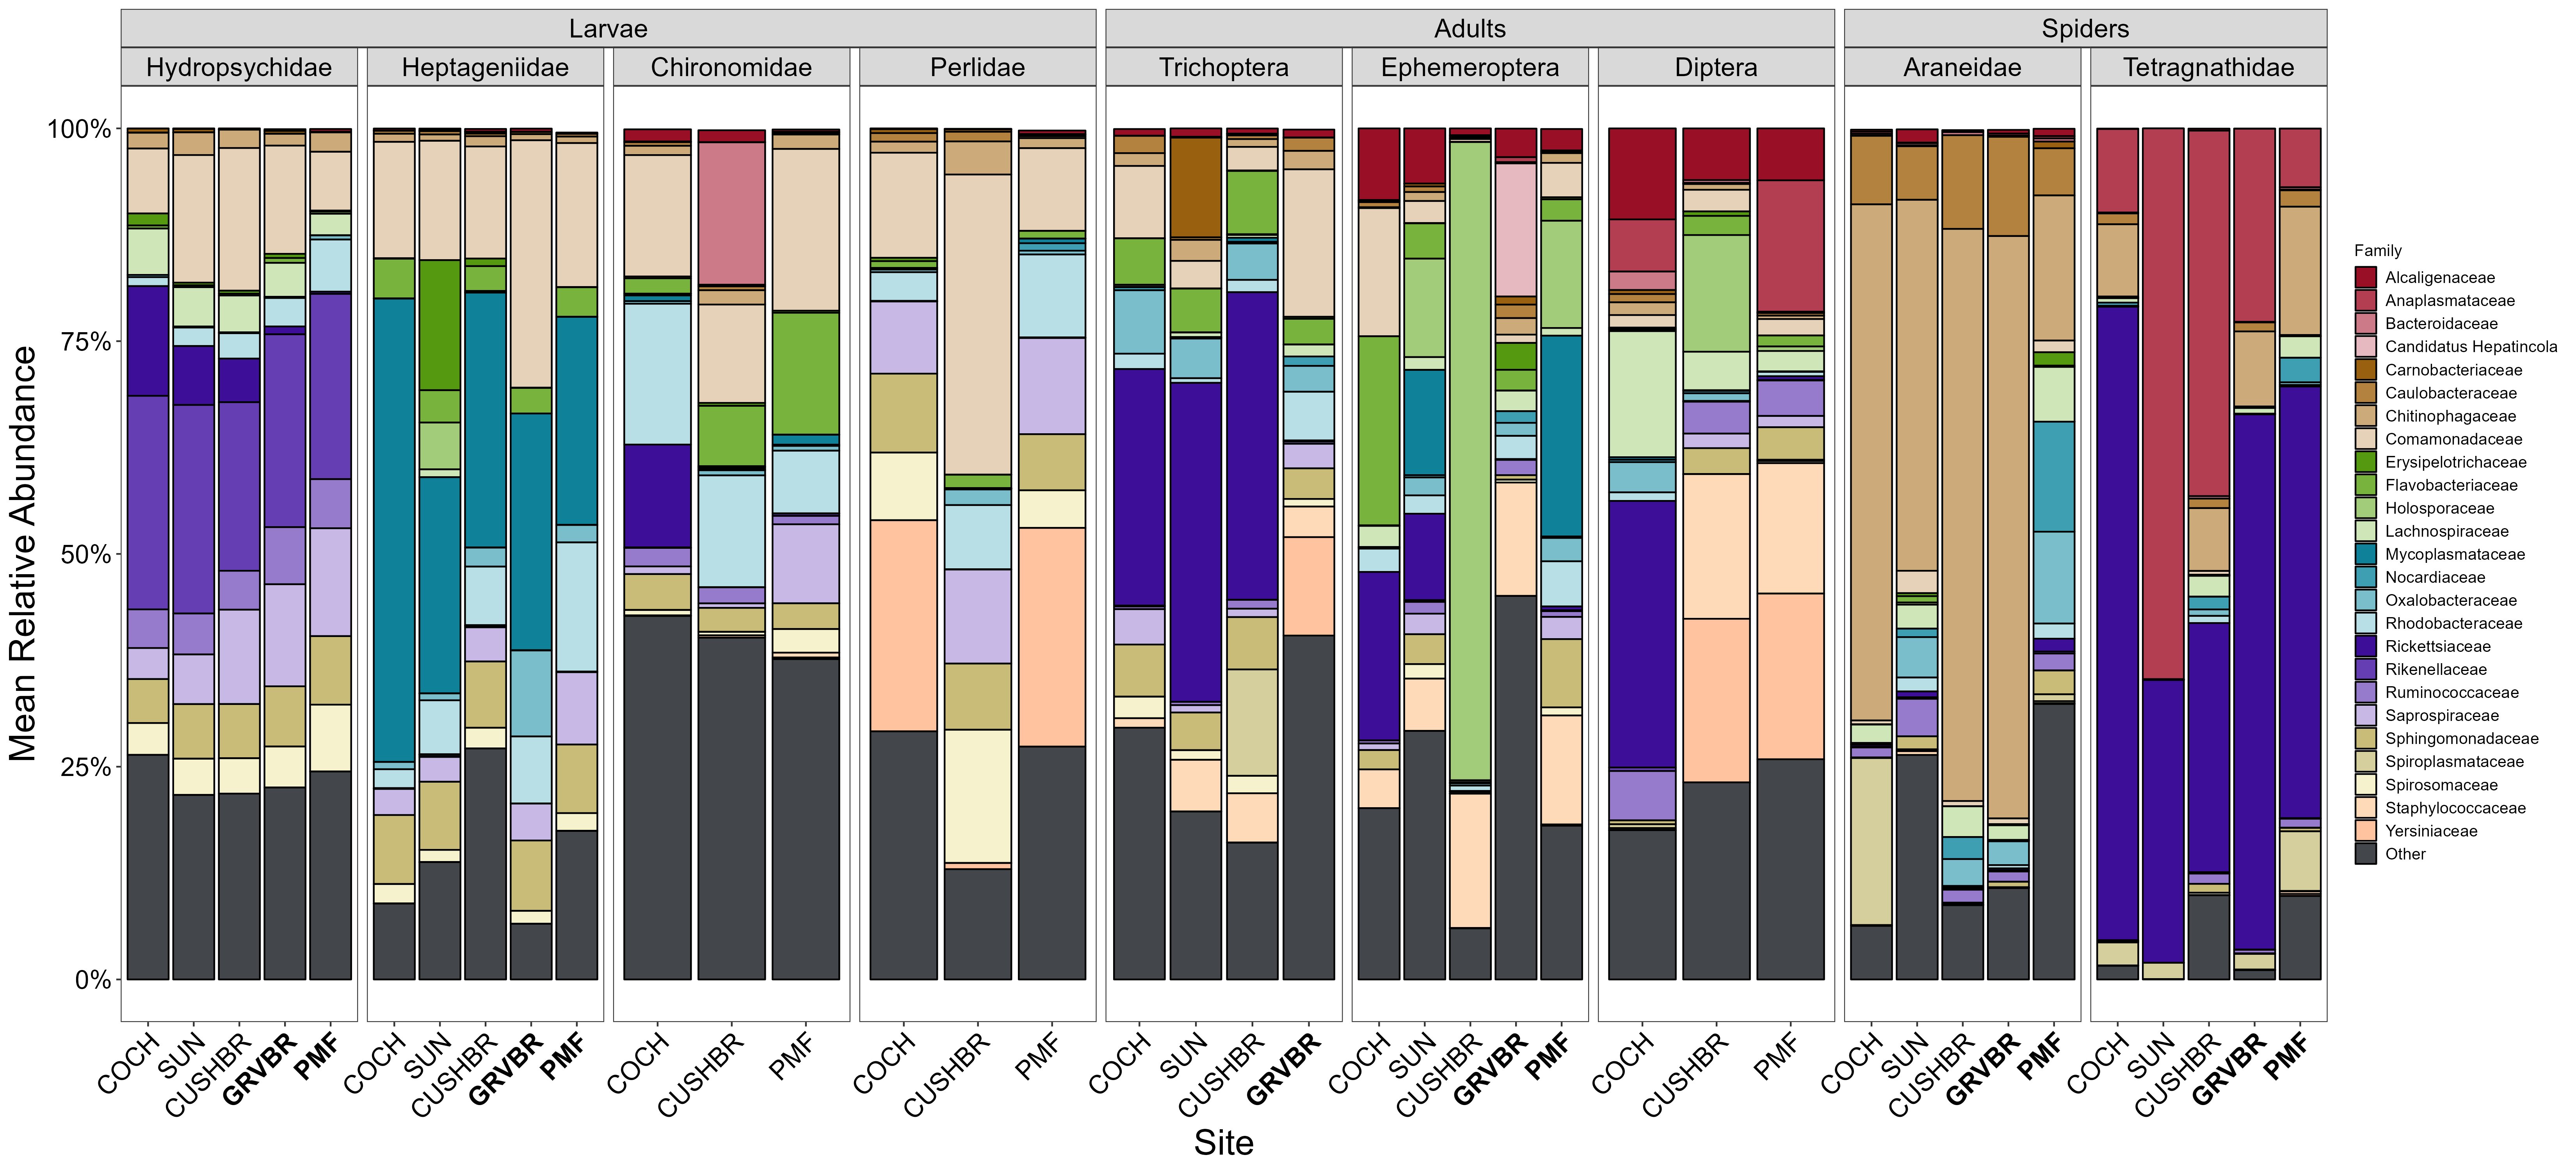 Larvae
Adults
Spiders
Hydropsychidae
Heptageniidae
Chironomidae
Perlidae
Trichoptera
Ephemeroptera
Diptera
Araneidae
Tetragnathidae
Mean Relative Abundance
100%
75%
50%
25%
0%
COCH
SUN
CUSHBR
GRVBR
PMF
COCH
SUN
CUSHBR
GRVBR
PMF
COCH
CUSHBR
PMF
COCH
CUSHBR
PMF
COCH
SUN
CUSHBR
GRVBR
COCH
SUN
CUSHBR
GRVBR
PMF
COCH
CUSHBR
PMF
COCH
SUN
CUSHBR
GRVBR
PMF
COCH
SUN
CUSHBR
GRVBR
PMF
Site
Family
Alcaligenaceae
Anaplasmataceae
Bacteroidaceae
Candidatus Hepatincola
Carnobacteriaceae
Caulobacteraceae
Chitinophagaceae
Comamonadaceae
Erysipelotrichaceae
Flavobacteriaceae
Holosporaceae
Lachnospiraceae
Mycoplasmataceae
Nocardiaceae
Oxalobacteraceae
Rhodobacteraceae
Rickettsiaceae
Rikenellaceae
Ruminococcaceae
Saprospiraceae
Sphingomonadaceae
Spiroplasmataceae
Spirosomaceae
Staphylococcaceae
Yersiniaceae
Other